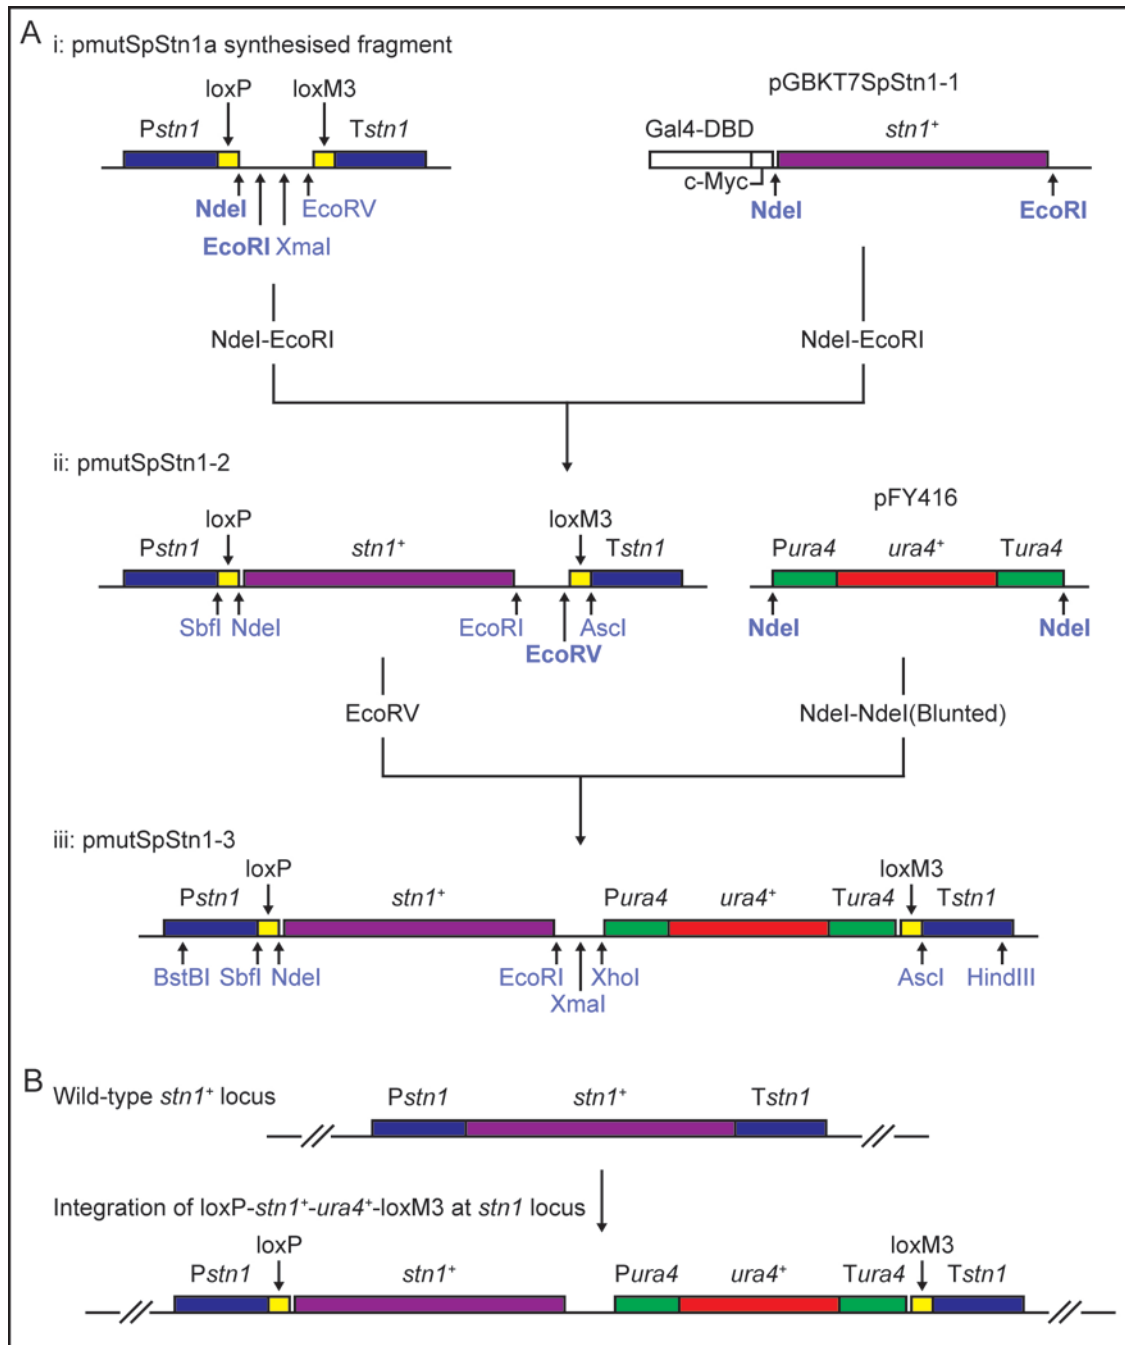 A
i: pmutSpStn1a synthesised fragment
loxP loxM3
Pstn1 Tstn1
NdeI EcoRV
EcoRI XmaI
pGBKT7SpStn1-1
Gal4-DBD stn1+
c-Myc
NdeI EcoRI
NdeI-EcoRI NdeI-EcoRI
ii: pmutSpStn1-2
loxP loxM3
Pstn1 stn1+ Tstn1
SbfI NdeI EcoRI AscI
EcoRV
pFY416
Pura4 ura4+ Tura4
NdeI NdeI
EcoRV NdeI-NdeI(Blunted)
iii: pmutSpStn1-3
loxP loxM3
Pstn1 stn1+ Pura4 ura4+ Tura4 Tstn1
BstBI SbfI NdeI EcoRI XhoI AscI HindIII
XmaI
B
Wild-type stn1+ locus
Pstn1 stn1+ Tstn1
Integration of loxP-stn1+-ura4+-loxM3 at stn1 locus
loxP loxM3
Pstn1 stn1+ Pura4 ura4+ Tura4 Tstn1